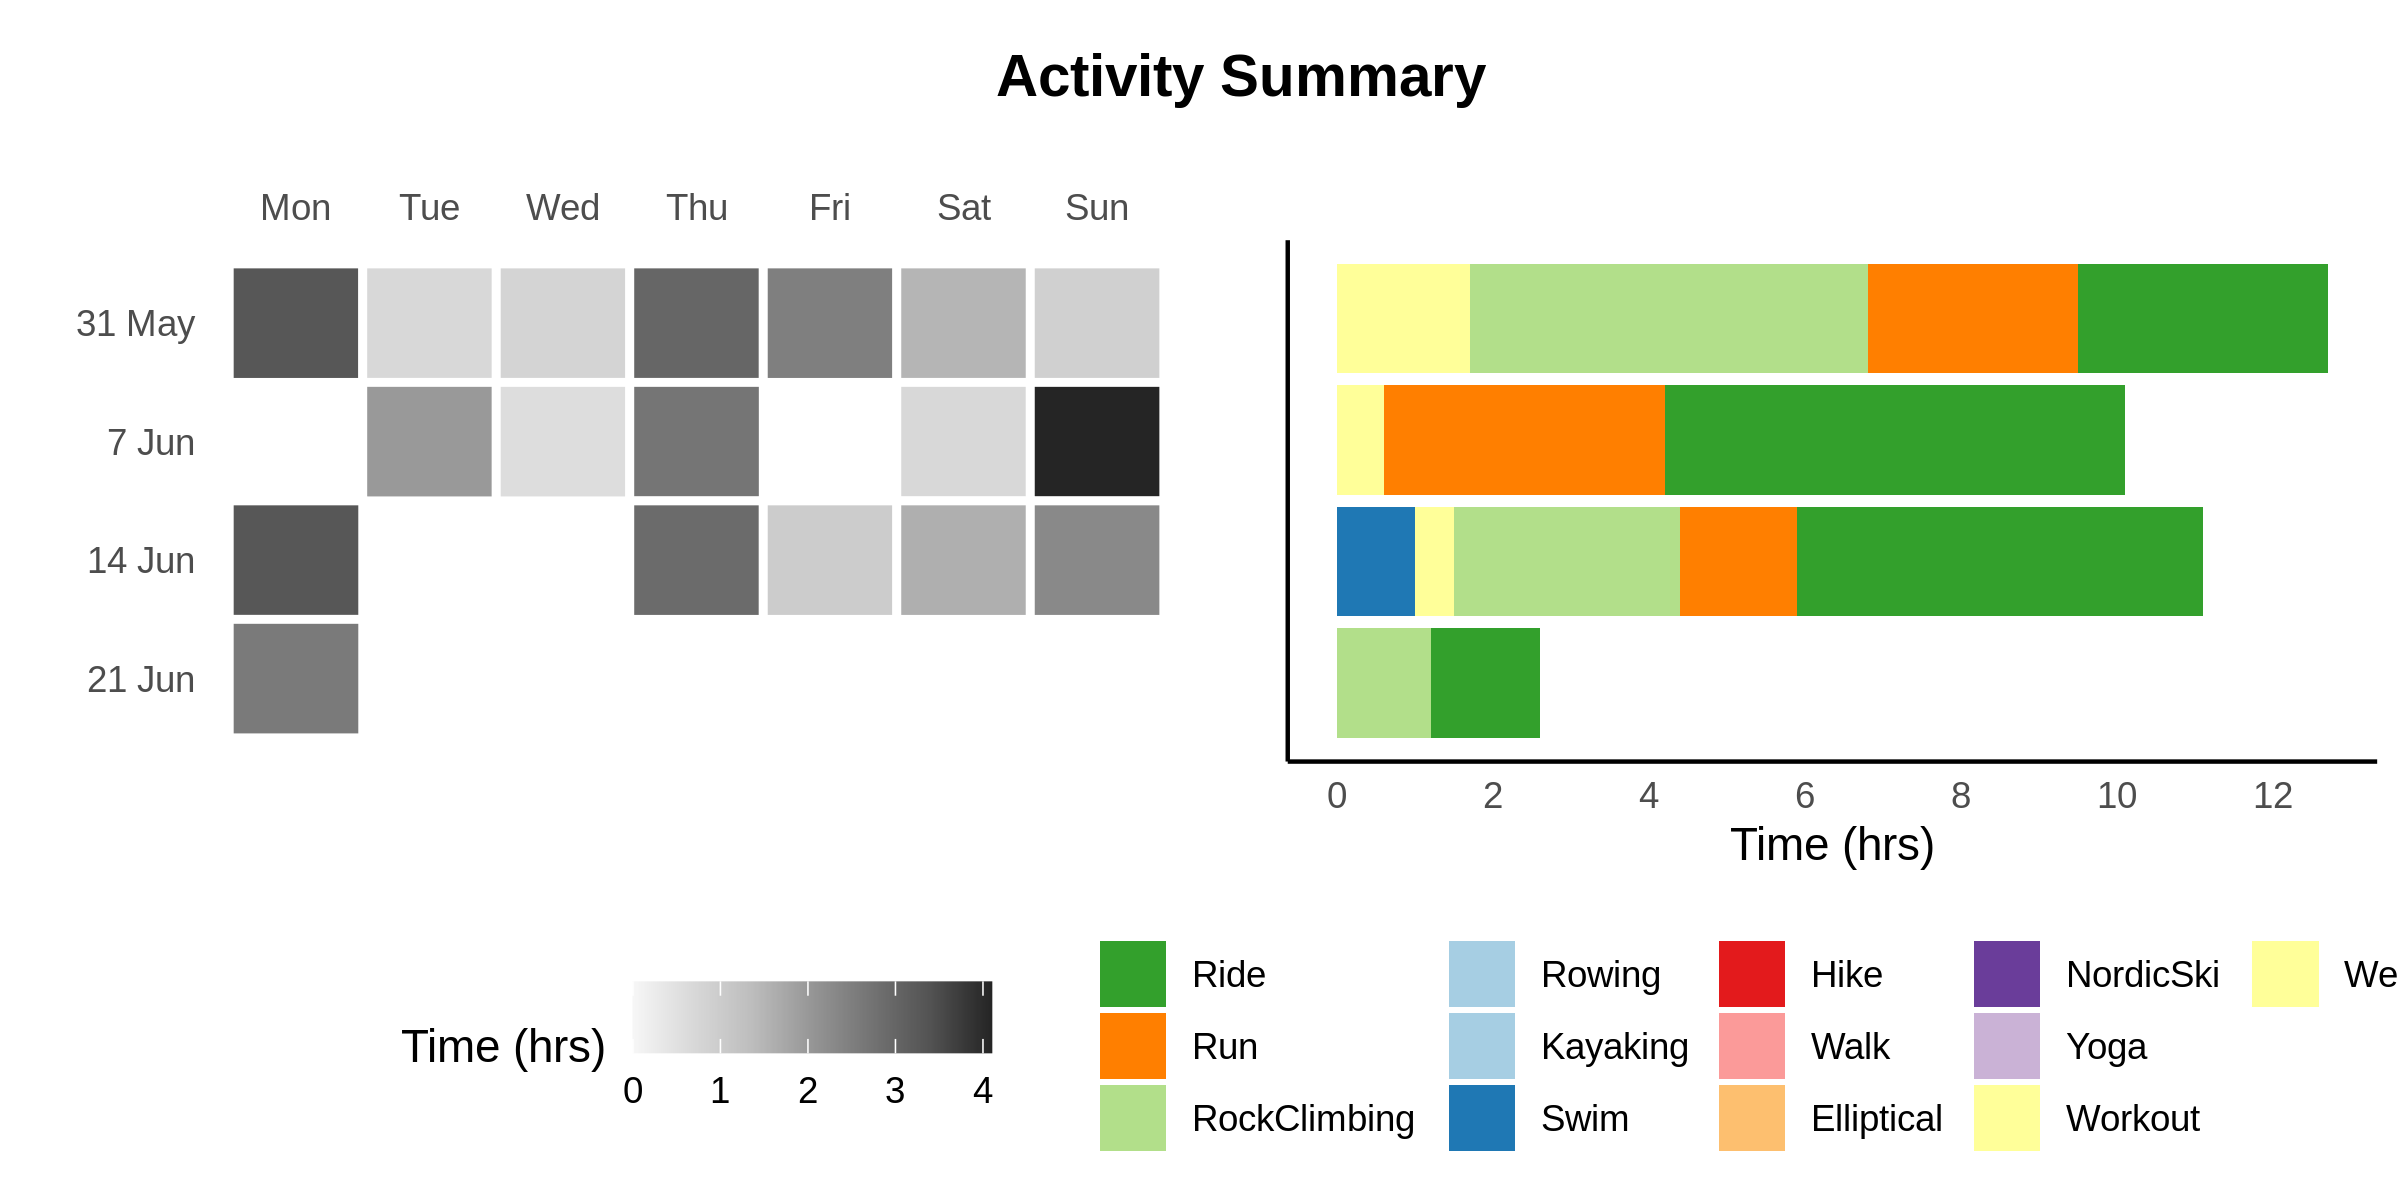 Activity Summary
Mon Tue Wed Thu Fri Sat Sun
31 May
7 Jun
14 Jun
21 Jun
0 2 4 6 8 10 12
Time (hrs)
Time (hrs)
0 1 2 3 4
Ride Rowing Hike NordicSki We
Run Kayaking Walk Yoga
RockClimbing Swim Elliptical Workout